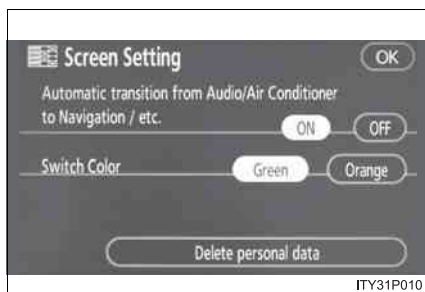 Screen Setting OK
Automatic transition from Audio/Air Conditioner
to Navigation / etc. ON OFF
Switch Color Green Orange
Delete personal data
ITY31P010